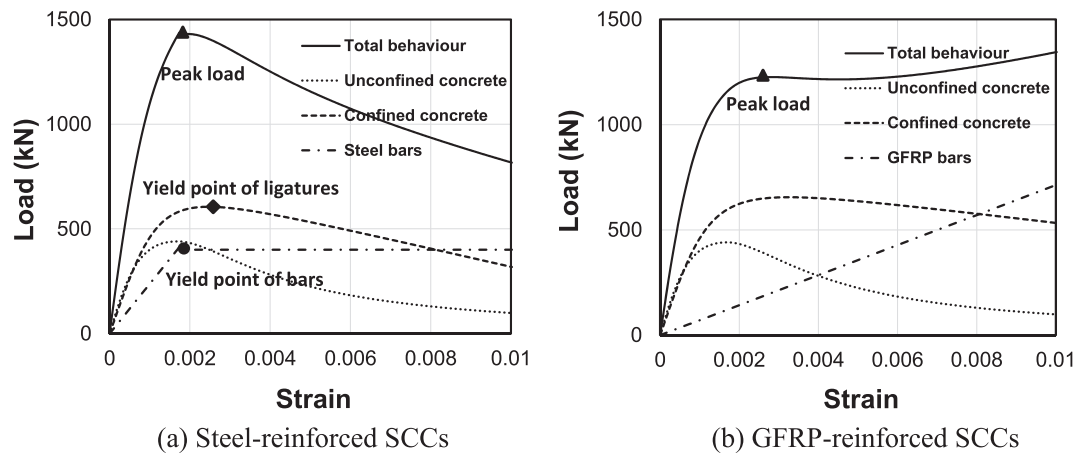 1500
1000
500
0
0
0.002
0.004
0.006
0.008
0.01
Load (kN)
Strain
Total behaviour
Unconfined concrete
Confined concrete
Steel bars
Peak load
Yield point of ligatures
Yield point of bars
(a) Steel-reinforced SCCs
1500
1000
500
0
0
0.002
0.004
0.006
0.008
0.01
Load (kN)
Strain
Total behaviour
Unconfined concrete
Confined concrete
GFRP bars
Peak load
(b) GFRP-reinforced SCCs